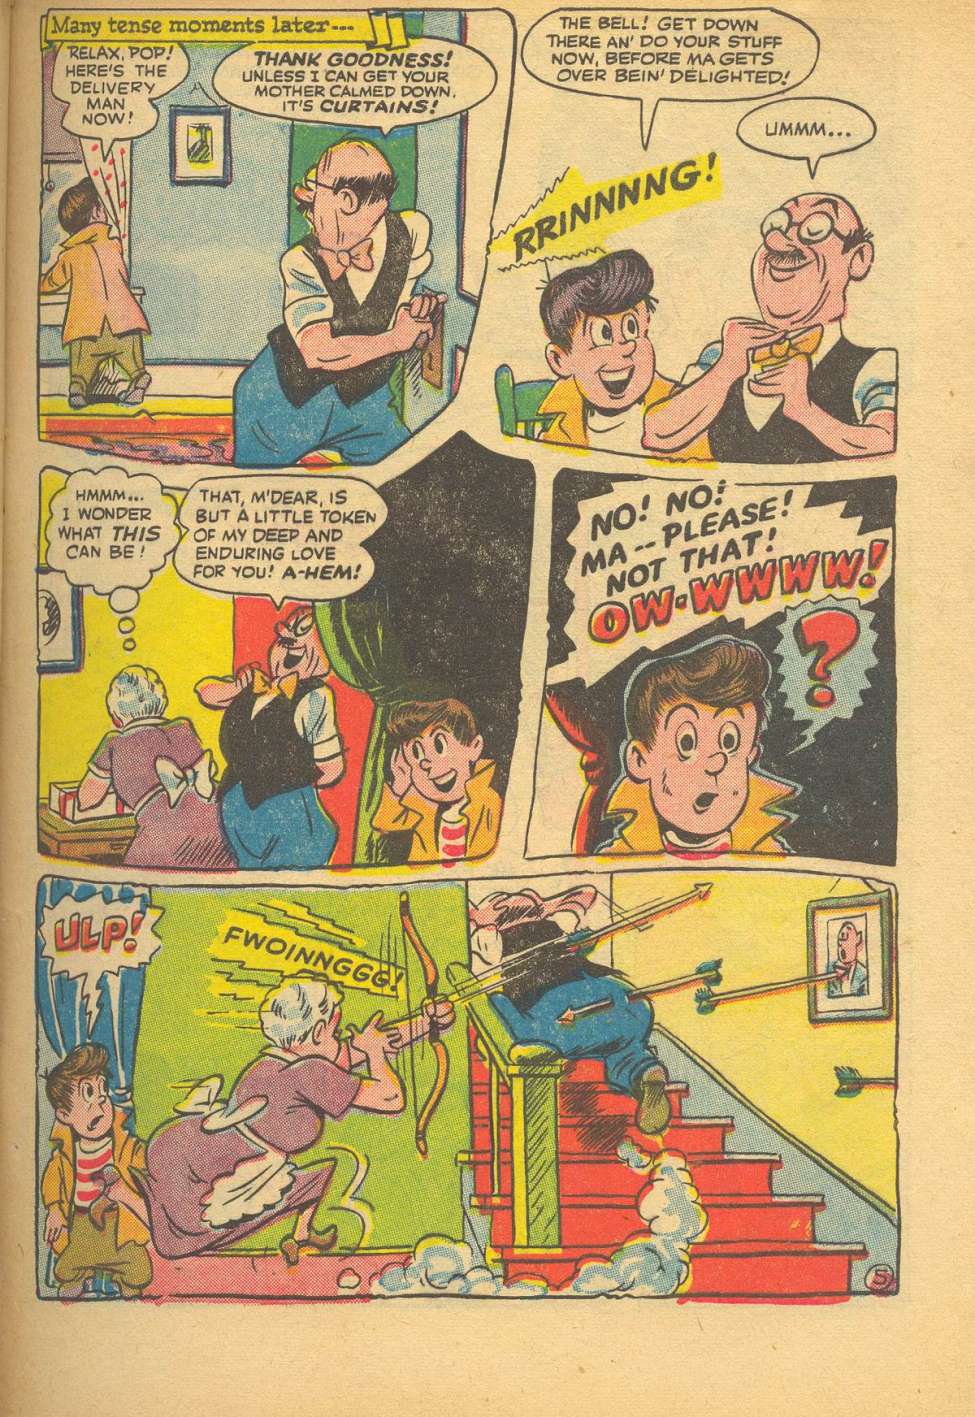 Many tense moments later---
RELAX, POP!
HERE'S THE
DELIVERY
MAN
NOW!
THANK GOODNESS!
UNLESS I CAN GET YOUR
MOTHER CALMED DOWN,
IT'S CURTAINS!
THE BELL! GET DOWN
THERE AN' DO YOUR STUFF
NOW, BEFORE MA GETS
OVER BEIN' DELIGHTED!
UMMM...
RRINNNNG!
HMMM...
I WONDER
WHAT THIS
CAN BE!
THAT, M'DEAR, IS
BUT A LITTLE TOKEN
OF MY DEEP AND
ENDURING LOVE
FOR YOU! A-HEM!
NO! NO!
MA -- PLEASE!
NOT THAT!
OW-WWWW!
?
ULP!
FWOINNGGG!
5